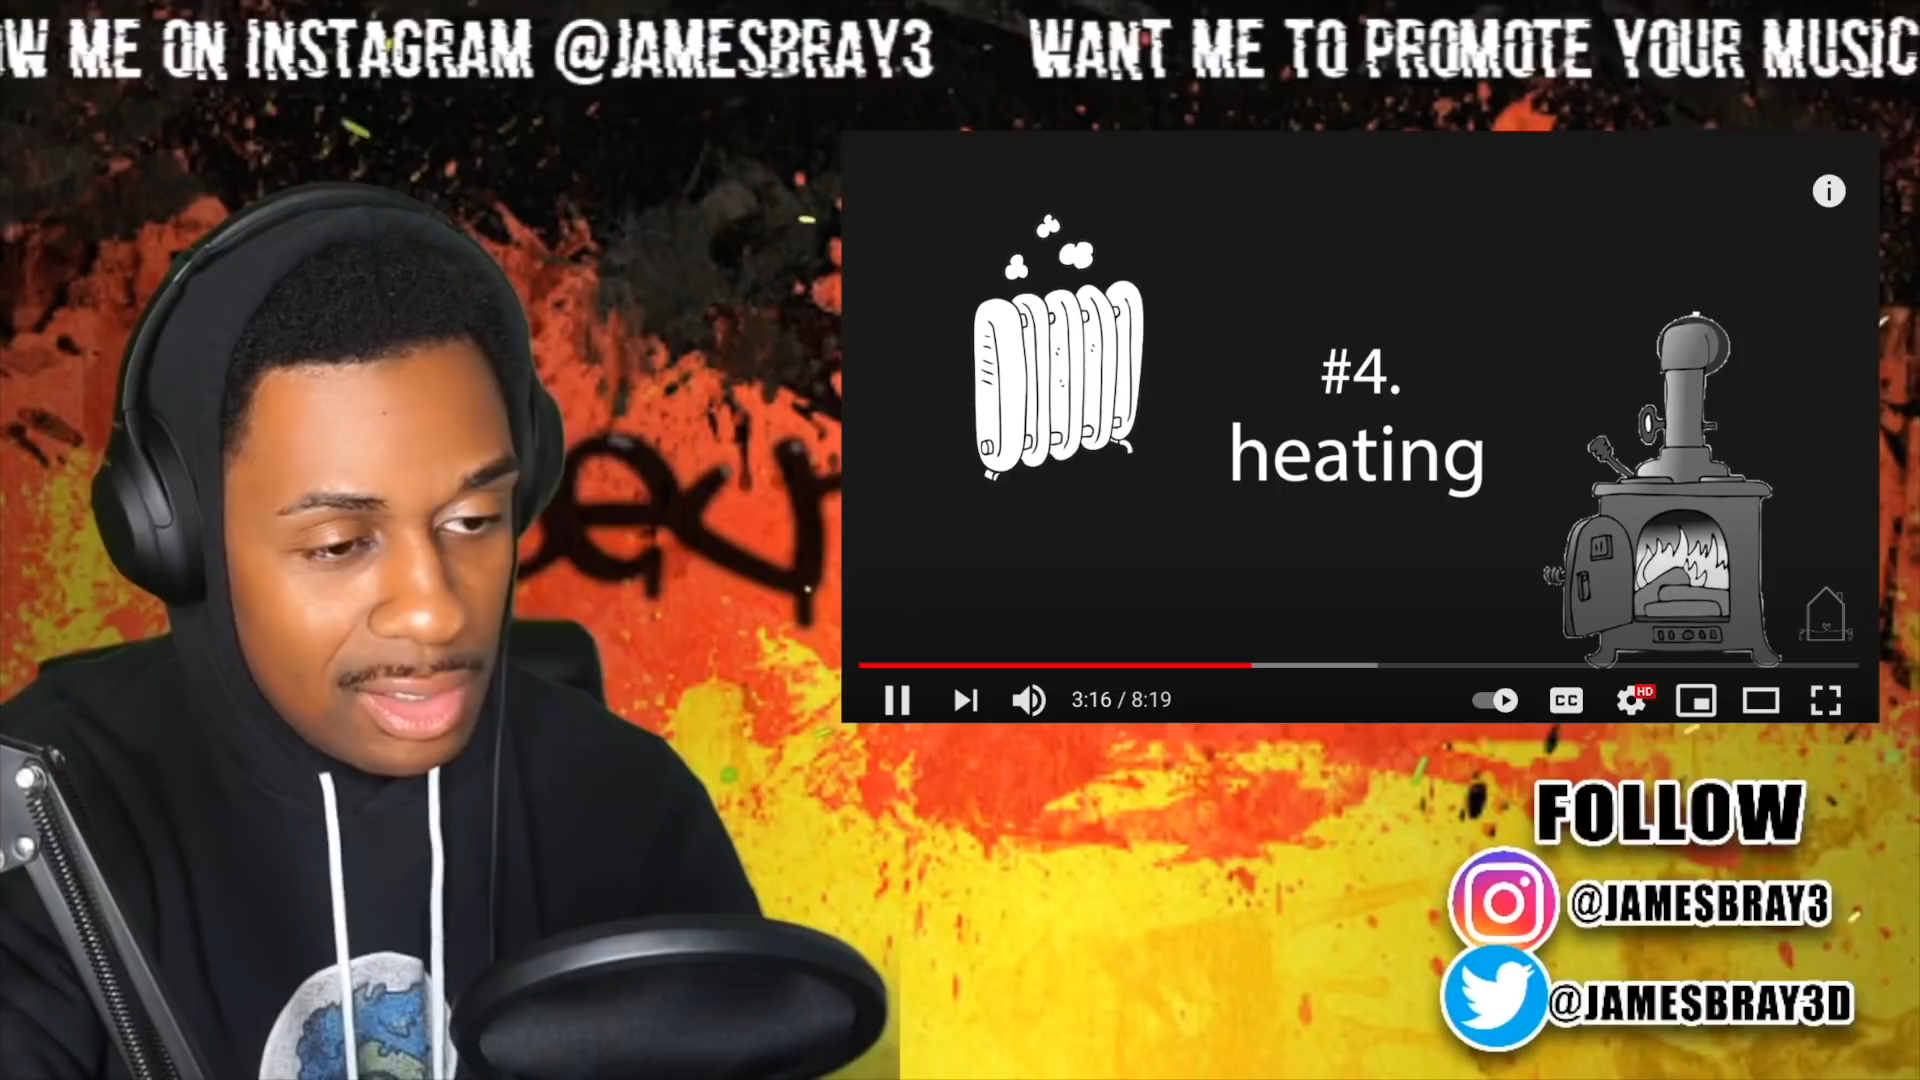 W ME ON INSTAGRAM @JAMESBRAY3 WANT ME TO PROMOTE YOUR MUSIC
#4.
heating
3:16 / 8:19
CC
HD
FOLLOW
@JAMESBRAY3
@JAMESBRAY3D